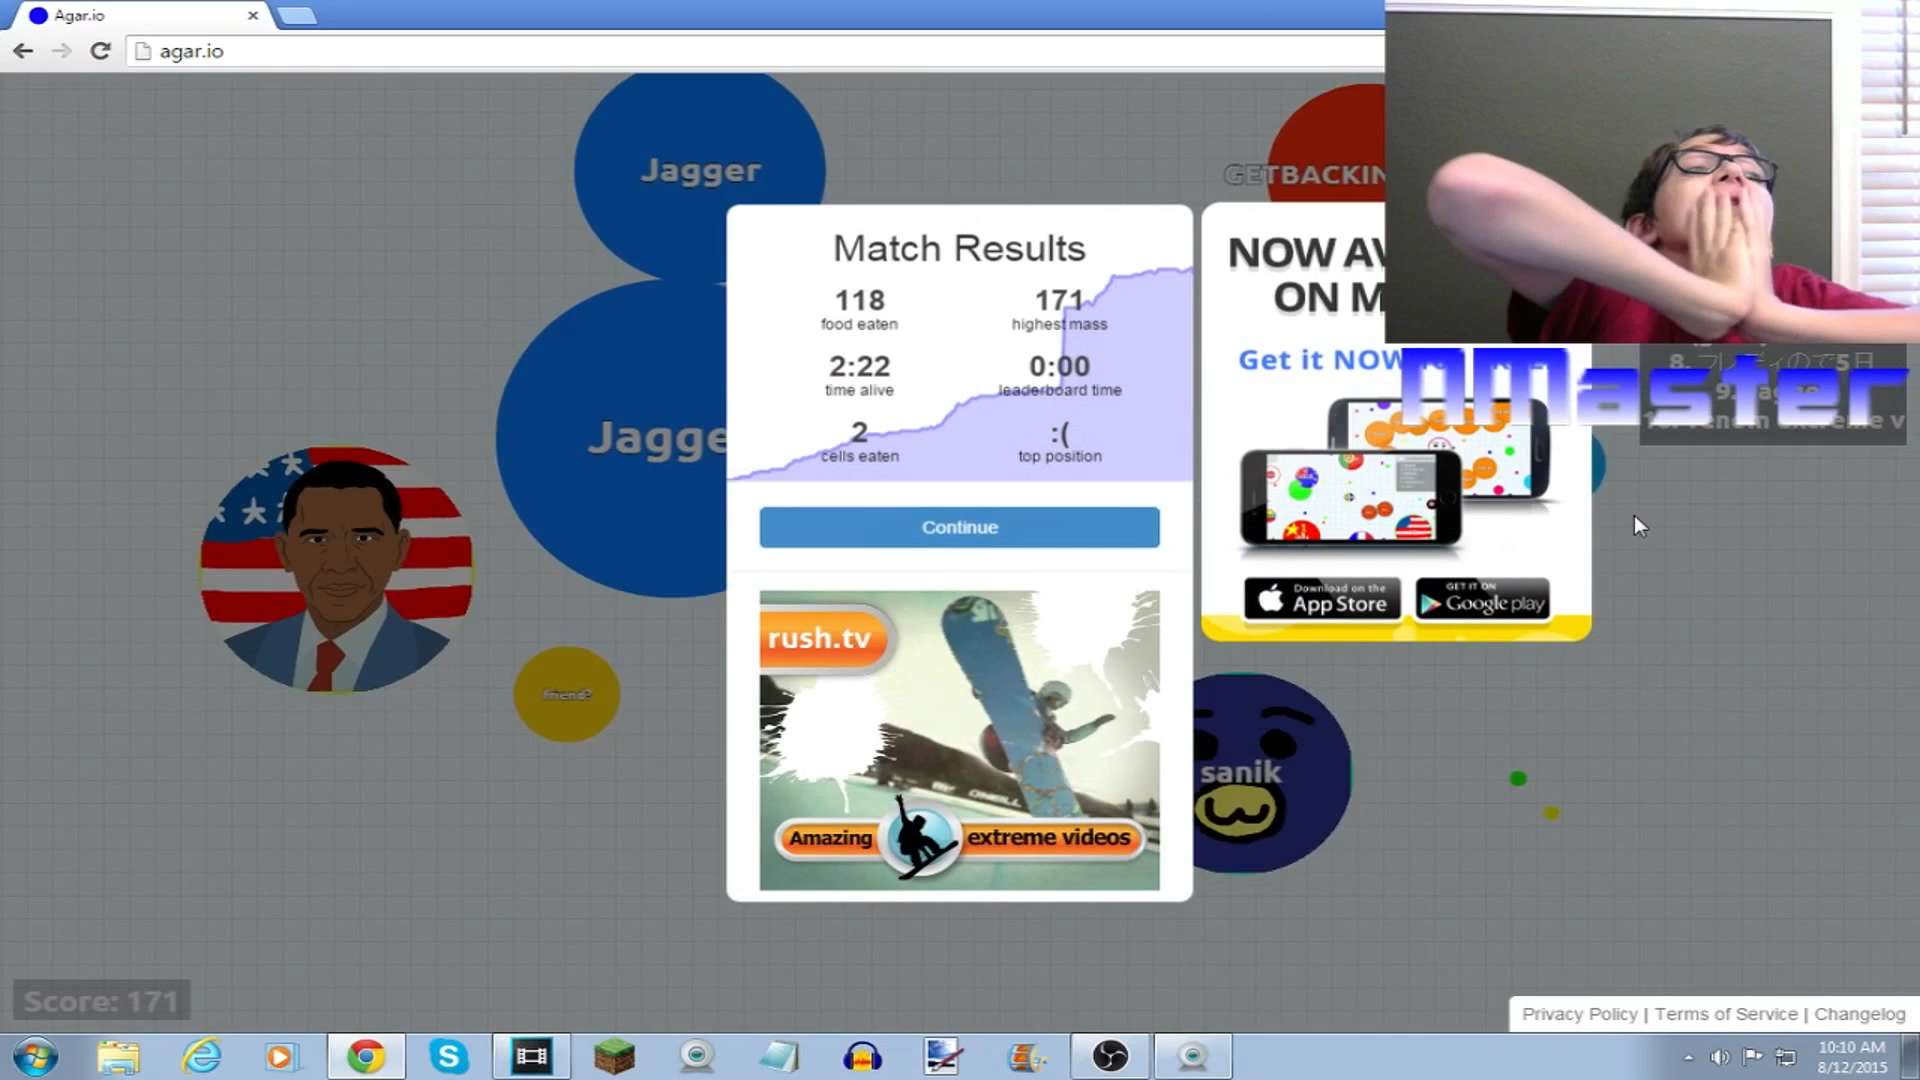 Agar.io
agar.io
Jagger
GETBACKIN
Match Results
118
food eaten
171
highest mass
2:22
time alive
0:00
leaderboard time
2
cells eaten
:(
top position
Continue
NOW AV
ON M
Get it NOW
DMaster
Jagge
friend?
sanik
rush.tv
Amazing extreme videos
Download on the
App Store
GET IT ON
Google play
Score: 171
Privacy Policy | Terms of Service | Changelog
10:10 AM
8/12/2015